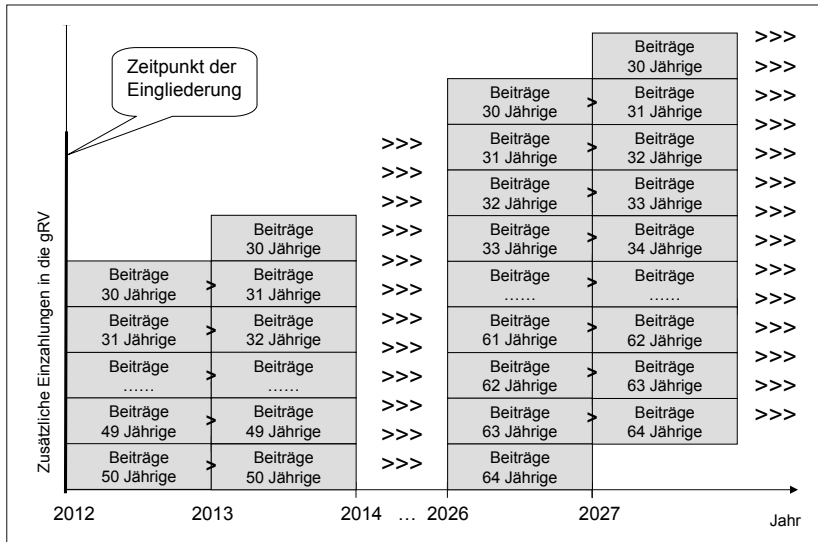 Zeitpunkt der
Eingliederung
Zusätzliche Einzahlungen in die gRV
Beiträge
30 Jährige
>
Beiträge
31 Jährige
>
Beiträge
......
>
Beiträge
49 Jährige
>
Beiträge
50 Jährige
>
Beiträge
30 Jährige
Beiträge
31 Jährige
Beiträge
32 Jährige
Beiträge
......
Beiträge
49 Jährige
Beiträge
50 Jährige
>>>
>>>
>>>
>>>
>>>
>>>
>>>
>>>
>>>
>>>
>>>
>>>
Beiträge
30 Jährige
>
Beiträge
31 Jährige
>
Beiträge
32 Jährige
>
Beiträge
33 Jährige
>
Beiträge
......
>
Beiträge
61 Jährige
>
Beiträge
62 Jährige
>
Beiträge
63 Jährige
>
Beiträge
64 Jährige
Beiträge
30 Jährige
Beiträge
31 Jährige
Beiträge
32 Jährige
Beiträge
33 Jährige
Beiträge
34 Jährige
Beiträge
......
Beiträge
62 Jährige
Beiträge
63 Jährige
Beiträge
64 Jährige
>>>
>>>
>>>
>>>
>>>
>>>
>>>
>>>
>>>
>>>
>>>
>>>
>>>
>>>
2012 2013 2014 ... 2026 2027
Jahr